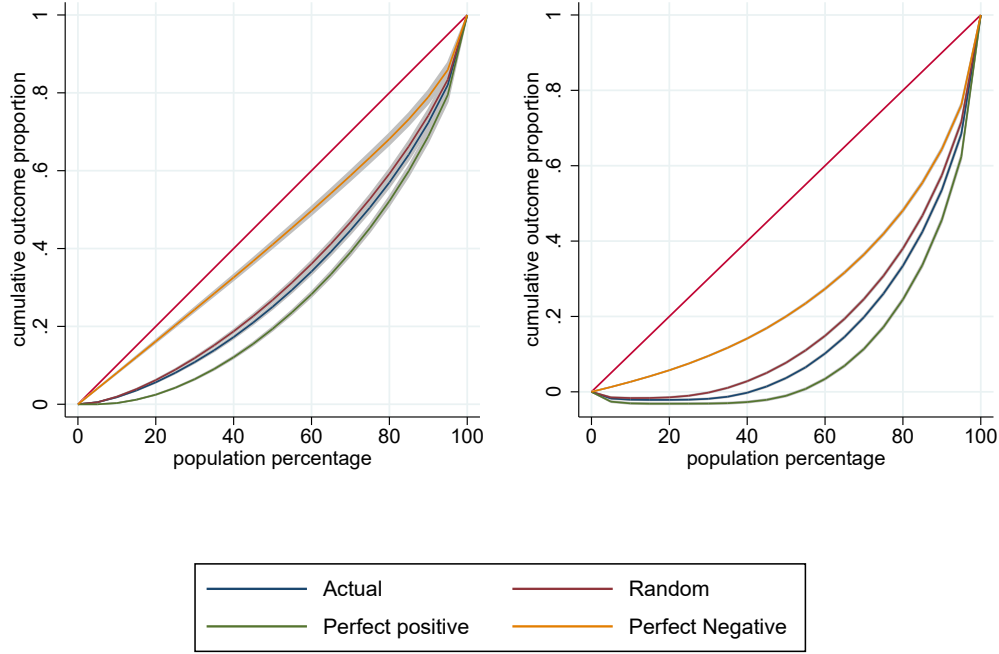 cumulative outcome proportion
1
.8
.6
.4
.2
0
0 20 40 60 80 100
population percentage
cumulative outcome proportion
1
.8
.6
.4
.2
0
0 20 40 60 80 100
population percentage
Actual Random
Perfect positive Perfect Negative